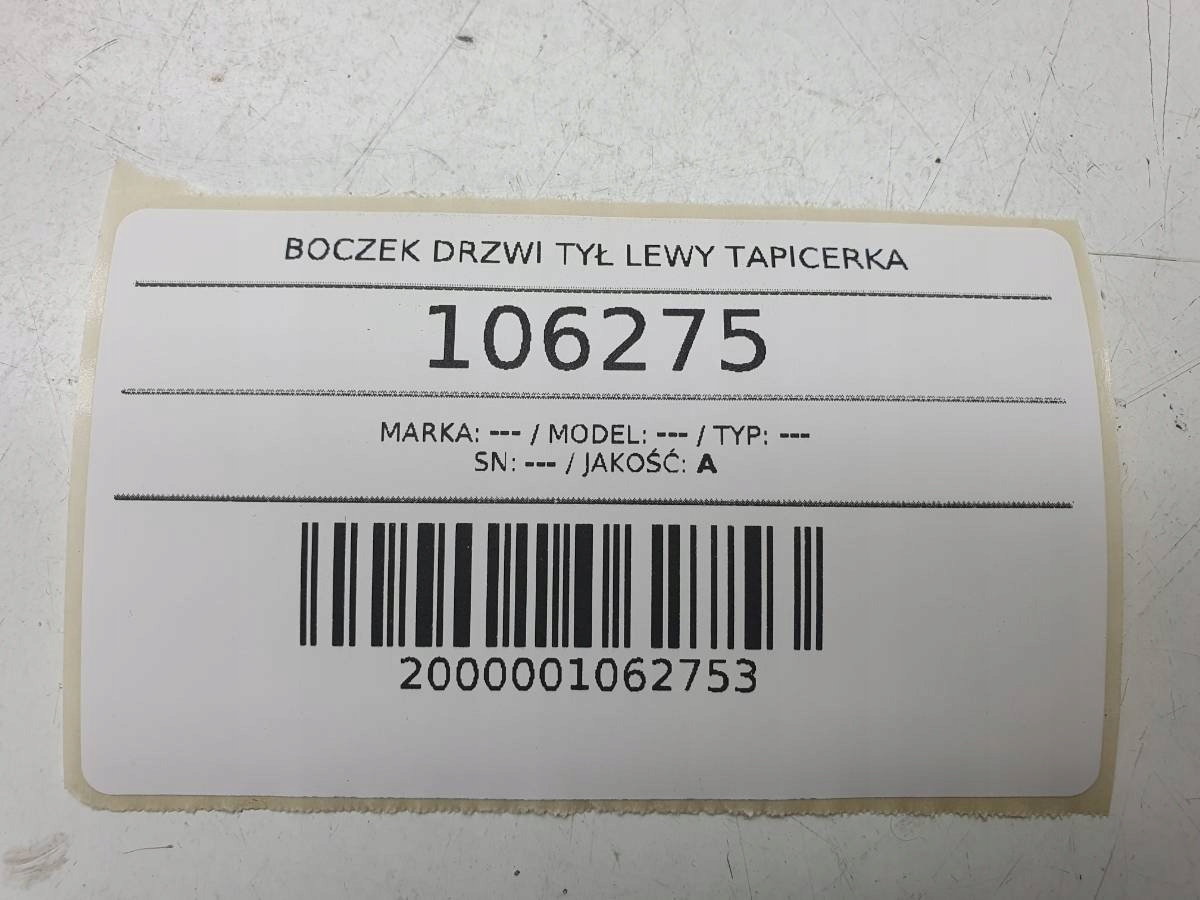 BOCZEK DRZWI TYŁ LEWY TAPICERKA
106275
MARKA: --- / MODEL: --- / TYP: ---
SN: --- / JAKOŚĆ: A
2000001062753